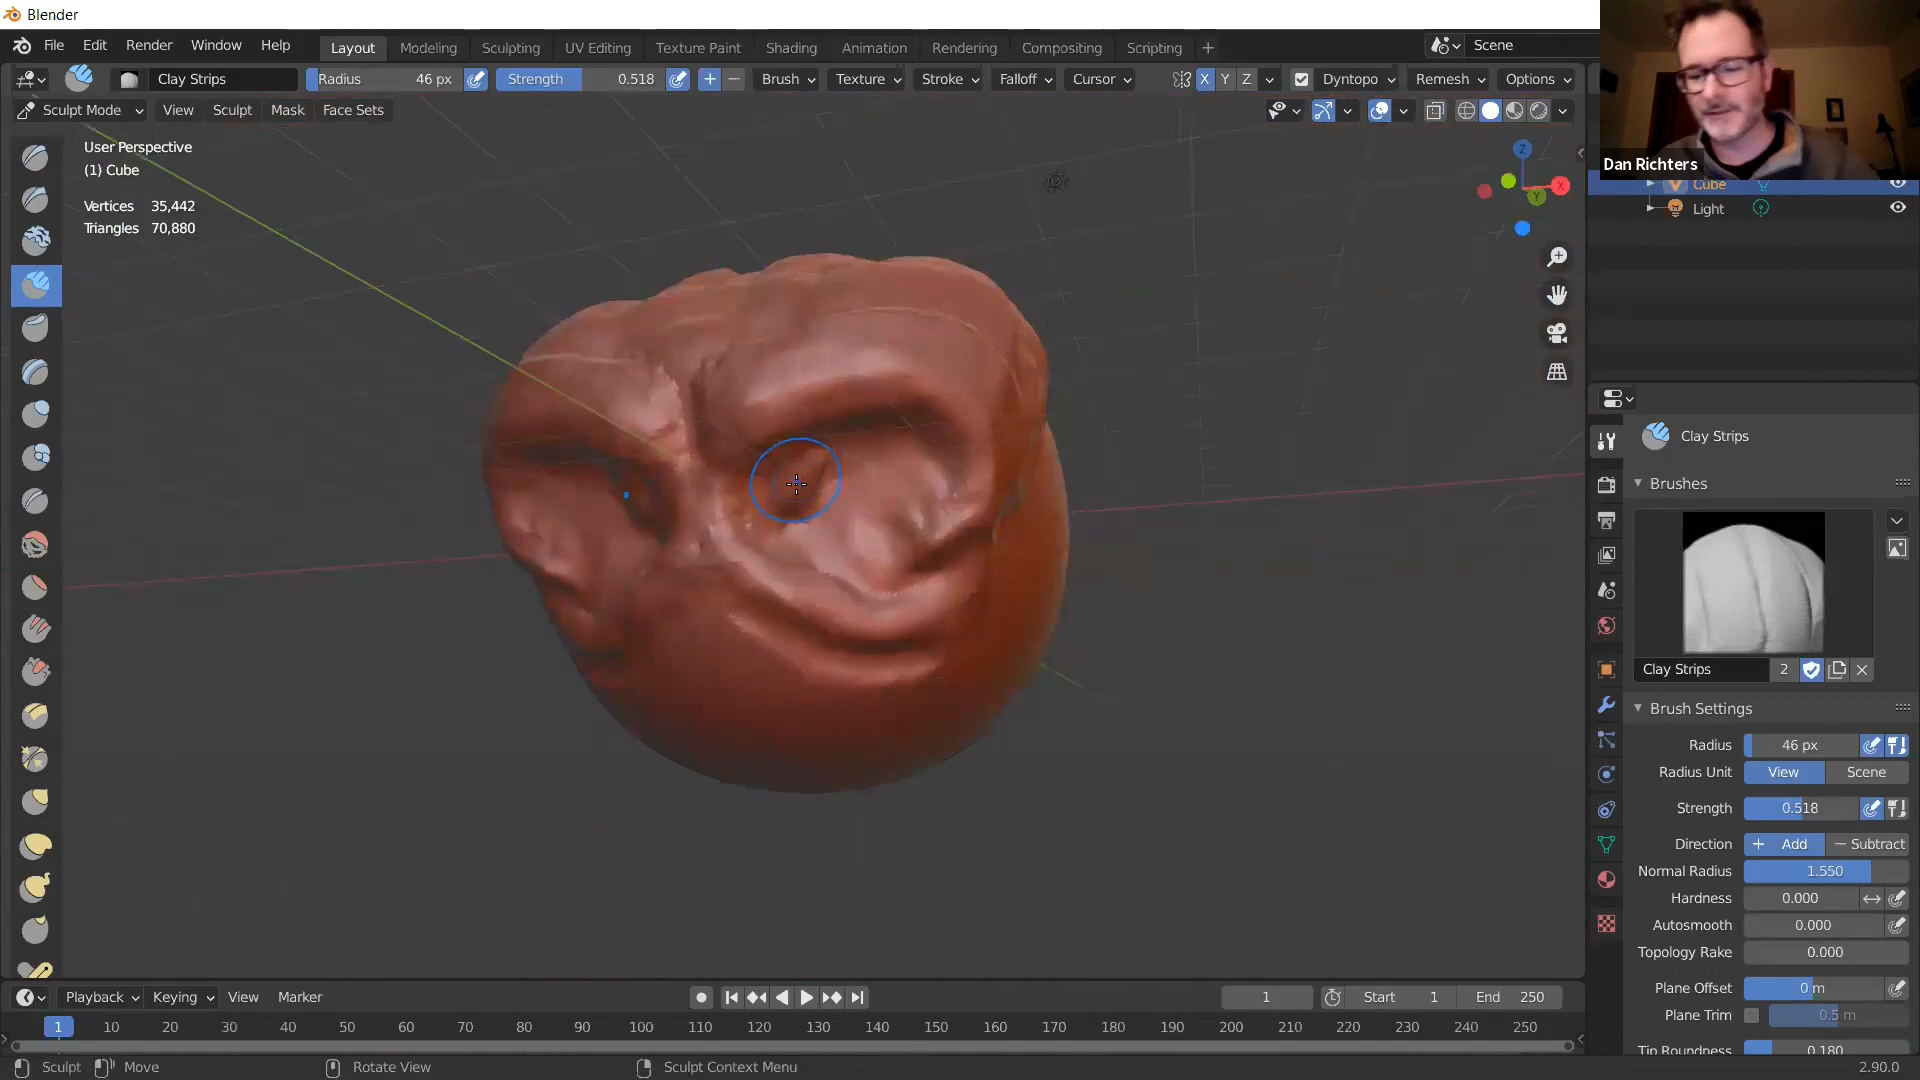 Blender
File Edit Render Window Help Layout Modeling Sculpting UV Editing Texture Paint Shading Animation Rendering Compositing Scripting + Scene
Clay Strips Radius 46 px Strength 0.518 + − Brush Texture Stroke Falloff Cursor X Y Z Dyntopo Remesh Options
Sculpt Mode View Sculpt Mask Face Sets
User Perspective
(1) Cube
Vertices 35,442
Triangles 70,880
Z
X
Y
Dan Richters
Cube
Light
Clay Strips
Brushes
Clay Strips 2
Brush Settings
Radius 46 px
Radius Unit View Scene
Strength 0.518
Direction + Add − Subtract
Normal Radius 1.550
Hardness 0.000
Autosmooth 0.000
Topology Rake 0.000
Plane Offset 0 m
Plane Trim 0.5 m
Tip Roundness 0.180
Playback Keying View Marker 1 Start 1 End 250
1 10 20 30 40 50 60 70 80 90 100 110 120 130 140 150 160 170 180 190 200 210 220 230 240 250
Sculpt Move Rotate View Sculpt Context Menu 2.90.0